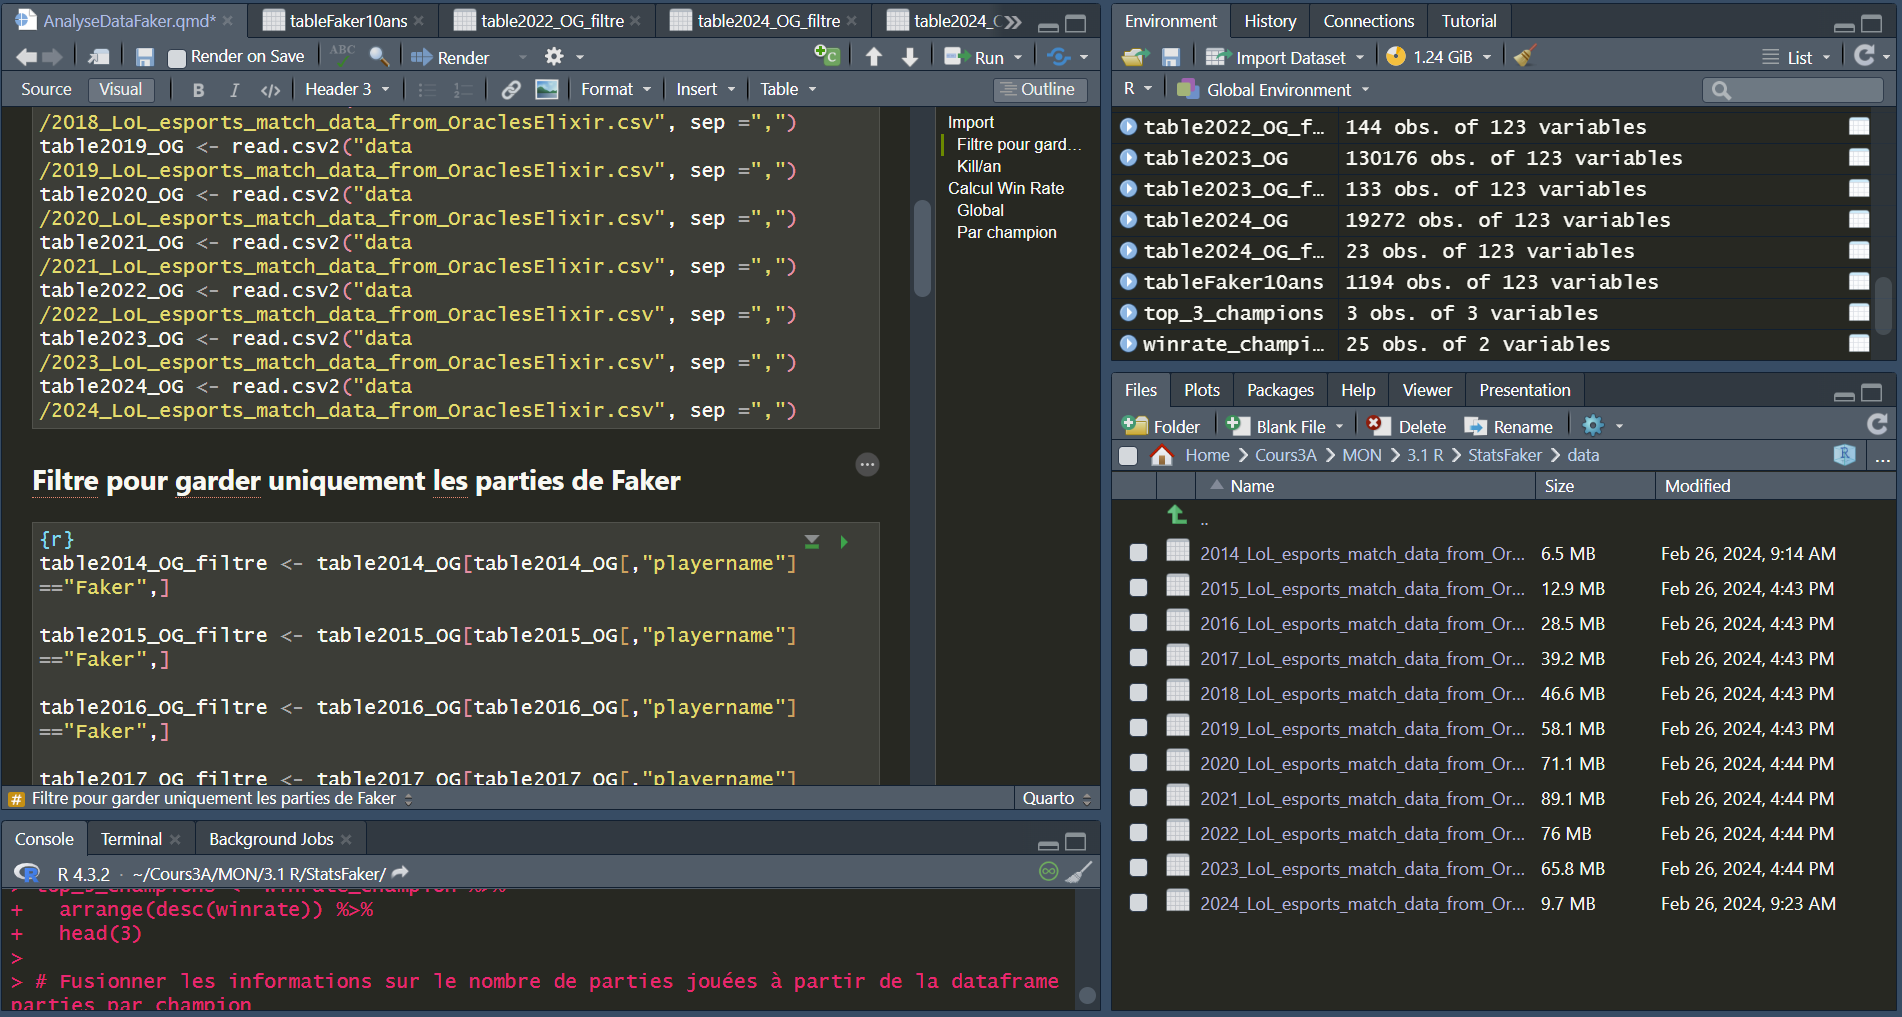 AnalyseDataFaker.qmd*
tableFaker10ans
table2022_OG_filtre
table2024_OG_filtre
table2024_
Render on Save
ABC
Render
Run
Source
Visual
B
I
</>
Header 3
Format
Insert
Table
Outline
/2018_LoL_esports_match_data_from_OraclesElixir.csv", sep =",")
table2019_OG <- read.csv2("data
/2019_LoL_esports_match_data_from_OraclesElixir.csv", sep =",")
table2020_OG <- read.csv2("data
/2020_LoL_esports_match_data_from_OraclesElixir.csv", sep =",")
table2021_OG <- read.csv2("data
/2021_LoL_esports_match_data_from_OraclesElixir.csv", sep =",")
table2022_OG <- read.csv2("data
/2022_LoL_esports_match_data_from_OraclesElixir.csv", sep =",")
table2023_OG <- read.csv2("data
/2023_LoL_esports_match_data_from_OraclesElixir.csv", sep =",")
table2024_OG <- read.csv2("data
/2024_LoL_esports_match_data_from_OraclesElixir.csv", sep =",")
Filtre pour garder uniquement les parties de Faker
{r}
table2014_OG_filtre <- table2014_OG[table2014_OG[,"playername"]
=="Faker",]
table2015_OG_filtre <- table2015_OG[table2015_OG[,"playername"]
=="Faker",]
table2016_OG_filtre <- table2016_OG[table2016_OG[,"playername"]
=="Faker",]
table2017_OG_filtre <- table2017_OG[table2017_OG[,"playername"]
Import
Filtre pour gard...
Kill/an
Calcul Win Rate
Global
Par champion
# Filtre pour garder uniquement les parties de Faker
Quarto
Console
Terminal
Background Jobs
R 4.3.2 · ~/Cours3A/MON/3.1 R/StatsFaker/
> top_3_champions <- winrate_champion %>%
+   arrange(desc(winrate)) %>%
+   head(3)
>
> # Fusionner les informations sur le nombre de parties jouées à partir de la dataframe
parties_par_champion
Environment
History
Connections
Tutorial
Import Dataset
1.24 GiB
List
R
Global Environment
table2022_OG_f... 144 obs. of 123 variables
table2023_OG 130176 obs. of 123 variables
table2023_OG_f... 133 obs. of 123 variables
table2024_OG 19272 obs. of 123 variables
table2024_OG_f... 23 obs. of 123 variables
tableFaker10ans 1194 obs. of 123 variables
top_3_champions 3 obs. of 3 variables
winrate_champi... 25 obs. of 2 variables
Files
Plots
Packages
Help
Viewer
Presentation
Folder
Blank File
Delete
Rename
Home > Cours3A > MON > 3.1 R > StatsFaker > data
R
...
Name Size Modified
..
2014_LoL_esports_match_data_from_Or... 6.5 MB Feb 26, 2024, 9:14 AM
2015_LoL_esports_match_data_from_Or... 12.9 MB Feb 26, 2024, 4:43 PM
2016_LoL_esports_match_data_from_Or... 28.5 MB Feb 26, 2024, 4:43 PM
2017_LoL_esports_match_data_from_Or... 39.2 MB Feb 26, 2024, 4:43 PM
2018_LoL_esports_match_data_from_Or... 46.6 MB Feb 26, 2024, 4:43 PM
2019_LoL_esports_match_data_from_Or... 58.1 MB Feb 26, 2024, 4:43 PM
2020_LoL_esports_match_data_from_Or... 71.1 MB Feb 26, 2024, 4:44 PM
2021_LoL_esports_match_data_from_Or... 89.1 MB Feb 26, 2024, 4:44 PM
2022_LoL_esports_match_data_from_Or... 76 MB Feb 26, 2024, 4:44 PM
2023_LoL_esports_match_data_from_Or... 65.8 MB Feb 26, 2024, 4:44 PM
2024_LoL_esports_match_data_from_Or... 9.7 MB Feb 26, 2024, 9:23 AM